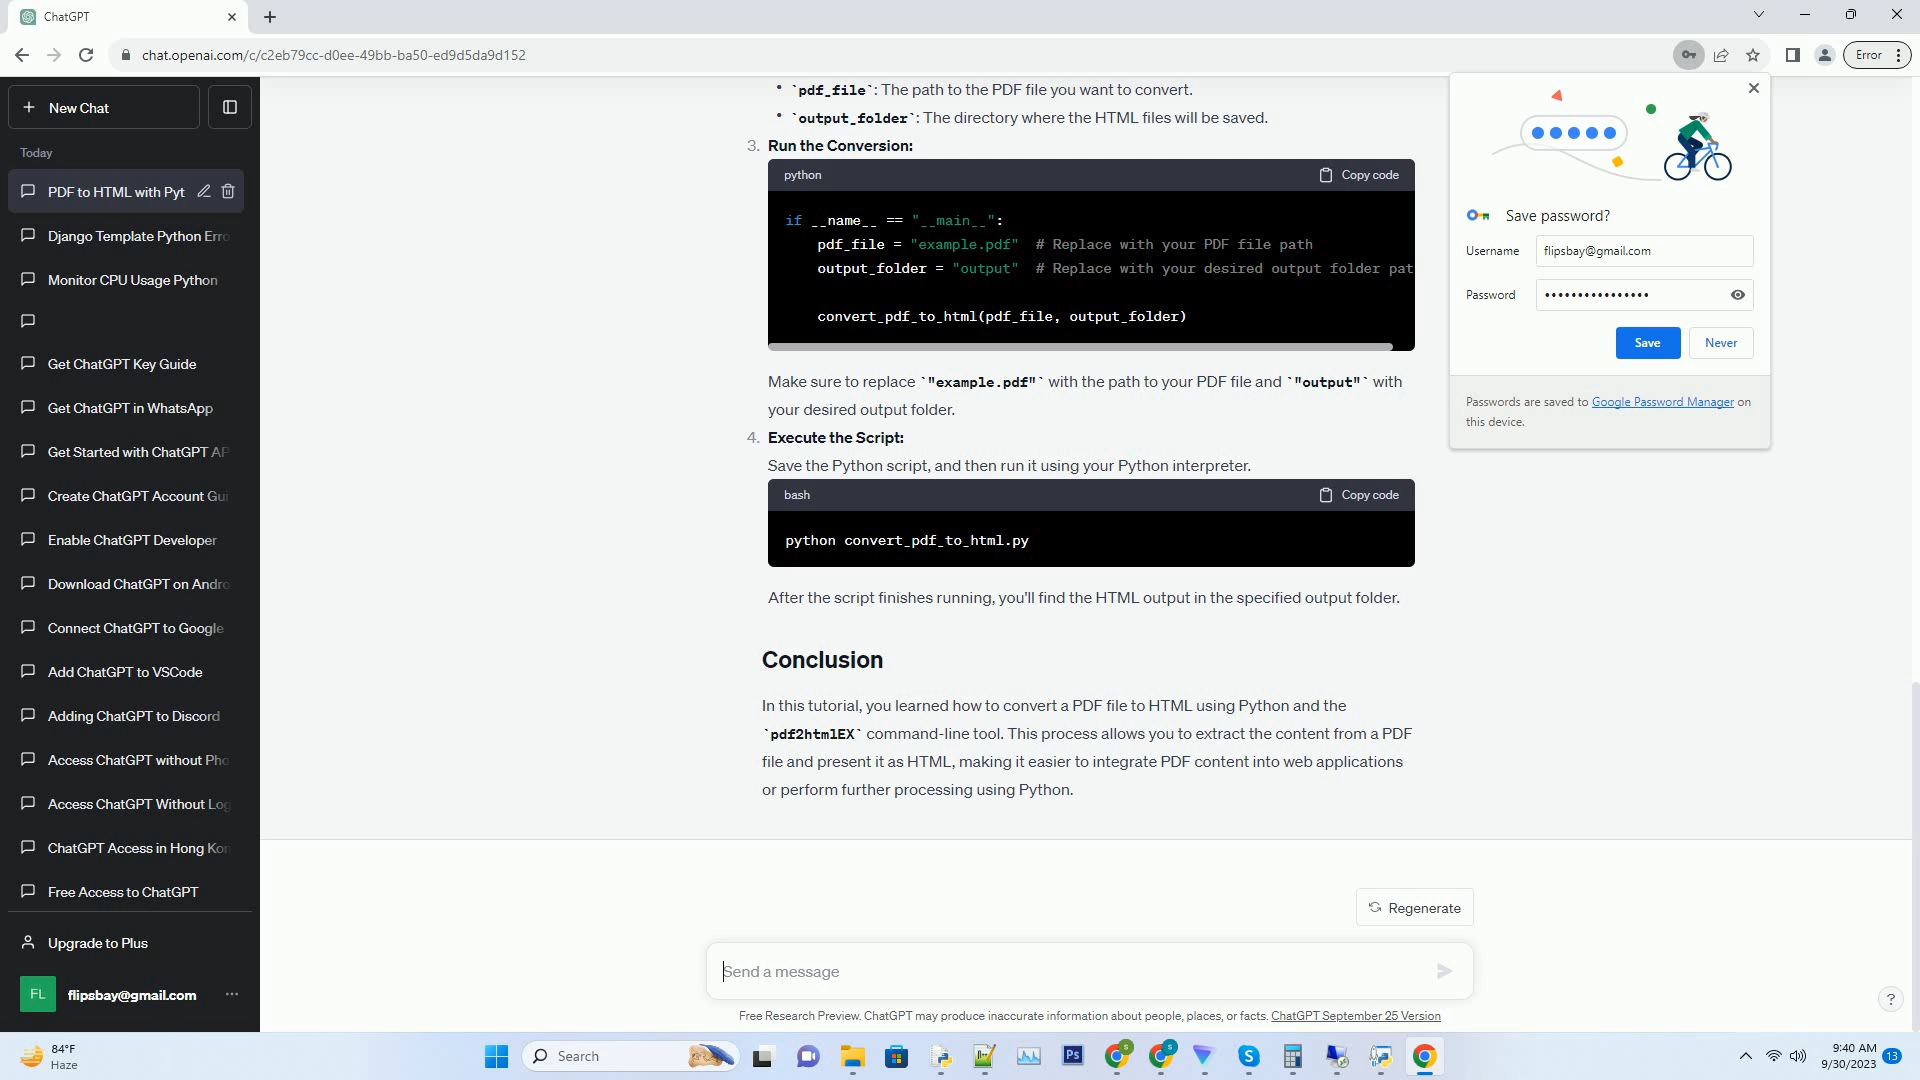 ChatGPT
chat.openai.com/c/c2eb79cc-d0ee-49bb-ba50-ed9d5da9d152
Error
New Chat
Today
PDF to HTML with Pyt
Django Template Python Erro
Monitor CPU Usage Python
Get ChatGPT Key Guide
Get ChatGPT in WhatsApp
Get Started with ChatGPT AP
Create ChatGPT Account Gui
Enable ChatGPT Developer
Download ChatGPT on Andro
Connect ChatGPT to Google
Add ChatGPT to VSCode
Adding ChatGPT to Discord
Access ChatGPT without Pho
Access ChatGPT Without Log
ChatGPT Access in Hong Kon
Free Access to ChatGPT
Upgrade to Plus
FL
flipsbay@gmail.com
• `pdf_file`: The path to the PDF file you want to convert.
• `output_folder`: The directory where the HTML files will be saved.
3. Run the Conversion:
python
Copy code
if __name__ == "__main__":
pdf_file = "example.pdf" # Replace with your PDF file path
output_folder = "output" # Replace with your desired output folder pat
convert_pdf_to_html(pdf_file, output_folder)
Make sure to replace `"example.pdf"` with the path to your PDF file and `"output"` with
your desired output folder.
4. Execute the Script:
Save the Python script, and then run it using your Python interpreter.
bash
Copy code
python convert_pdf_to_html.py
After the script finishes running, you'll find the HTML output in the specified output folder.
Conclusion
In this tutorial, you learned how to convert a PDF file to HTML using Python and the
`pdf2htmlEX` command-line tool. This process allows you to extract the content from a PDF
file and present it as HTML, making it easier to integrate PDF content into web applications
or perform further processing using Python.
Regenerate
Send a message
Free Research Preview. ChatGPT may produce inaccurate information about people, places, or facts. ChatGPT September 25 Version
?
Save password?
Username
flipsbay@gmail.com
Password
••••••••••••••••
Save
Never
Passwords are saved to Google Password Manager on
this device.
84°F
Haze
Search
Ps
S
S
S
9:40 AM
9/30/2023
13